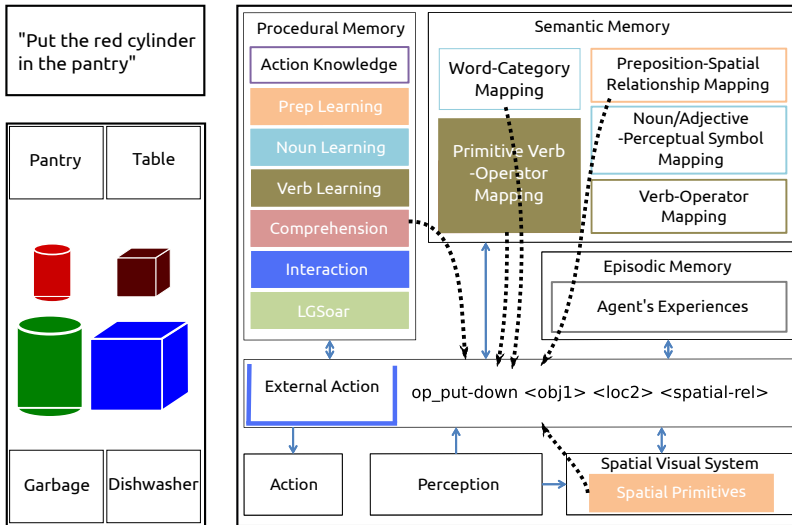 "Put the red cylinder
in the pantry"
Pantry
Table
Garbage
Dishwasher
Procedural Memory
Action Knowledge
Prep Learning
Noun Learning
Verb Learning
Comprehension
Interaction
LGSoar
Semantic Memory
Word-Category
Mapping
Primitive Verb
-Operator
Mapping
Preposition-Spatial
Relationship Mapping
Noun/Adjective
-Perceptual Symbol
Mapping
Verb-Operator
Mapping
Episodic Memory
Agent's Experiences
External Action
op_put-down <obj1> <loc2> <spatial-rel>
Action
Perception
Spatial Visual System
Spatial Primitives